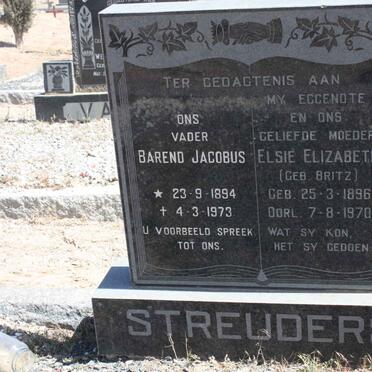 TER GEDAGTENIS AAN
ONS
VADER
BAREND JACOBUS
★ 23-9-1894
✝ 4-3-1973
U VOORBEELD SPREEK
TOT ONS.
MY EGGENOTE
EN ONS
GELIEFDE MOEDER
ELSIE ELIZABETH
(GEB. BRITZ)
GEB. 25-3-1896
OORL. 7-8-1970
WAT SY KON,
HET SY GEDOEN
STREUDER
VA